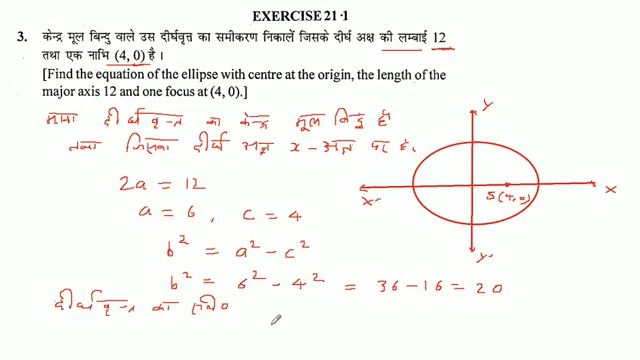 EXERCISE 21·1
3. केन्द्र मूल बिन्दु वाले उस दीर्घवृत्त का समीकरण निकालें जिसके दीर्घ अक्ष की लम्बाई 12
तथा एक नाभि (4, 0) है ।
[Find the equation of the ellipse with centre at the origin, the length of the
major axis 12 and one focus at (4, 0).]
माना दीर्घवृत्त का केन्द्र मूल बिंदु है
तथा जिसका दीर्घ अक्ष x-अक्ष पर है.
2a = 12
a = 6 , c = 4
b² = a² - c²
b² = 6² - 4² = 36 - 16 = 20
दीर्घवृत्त का समी०
y
x' S(4,0) x
y'